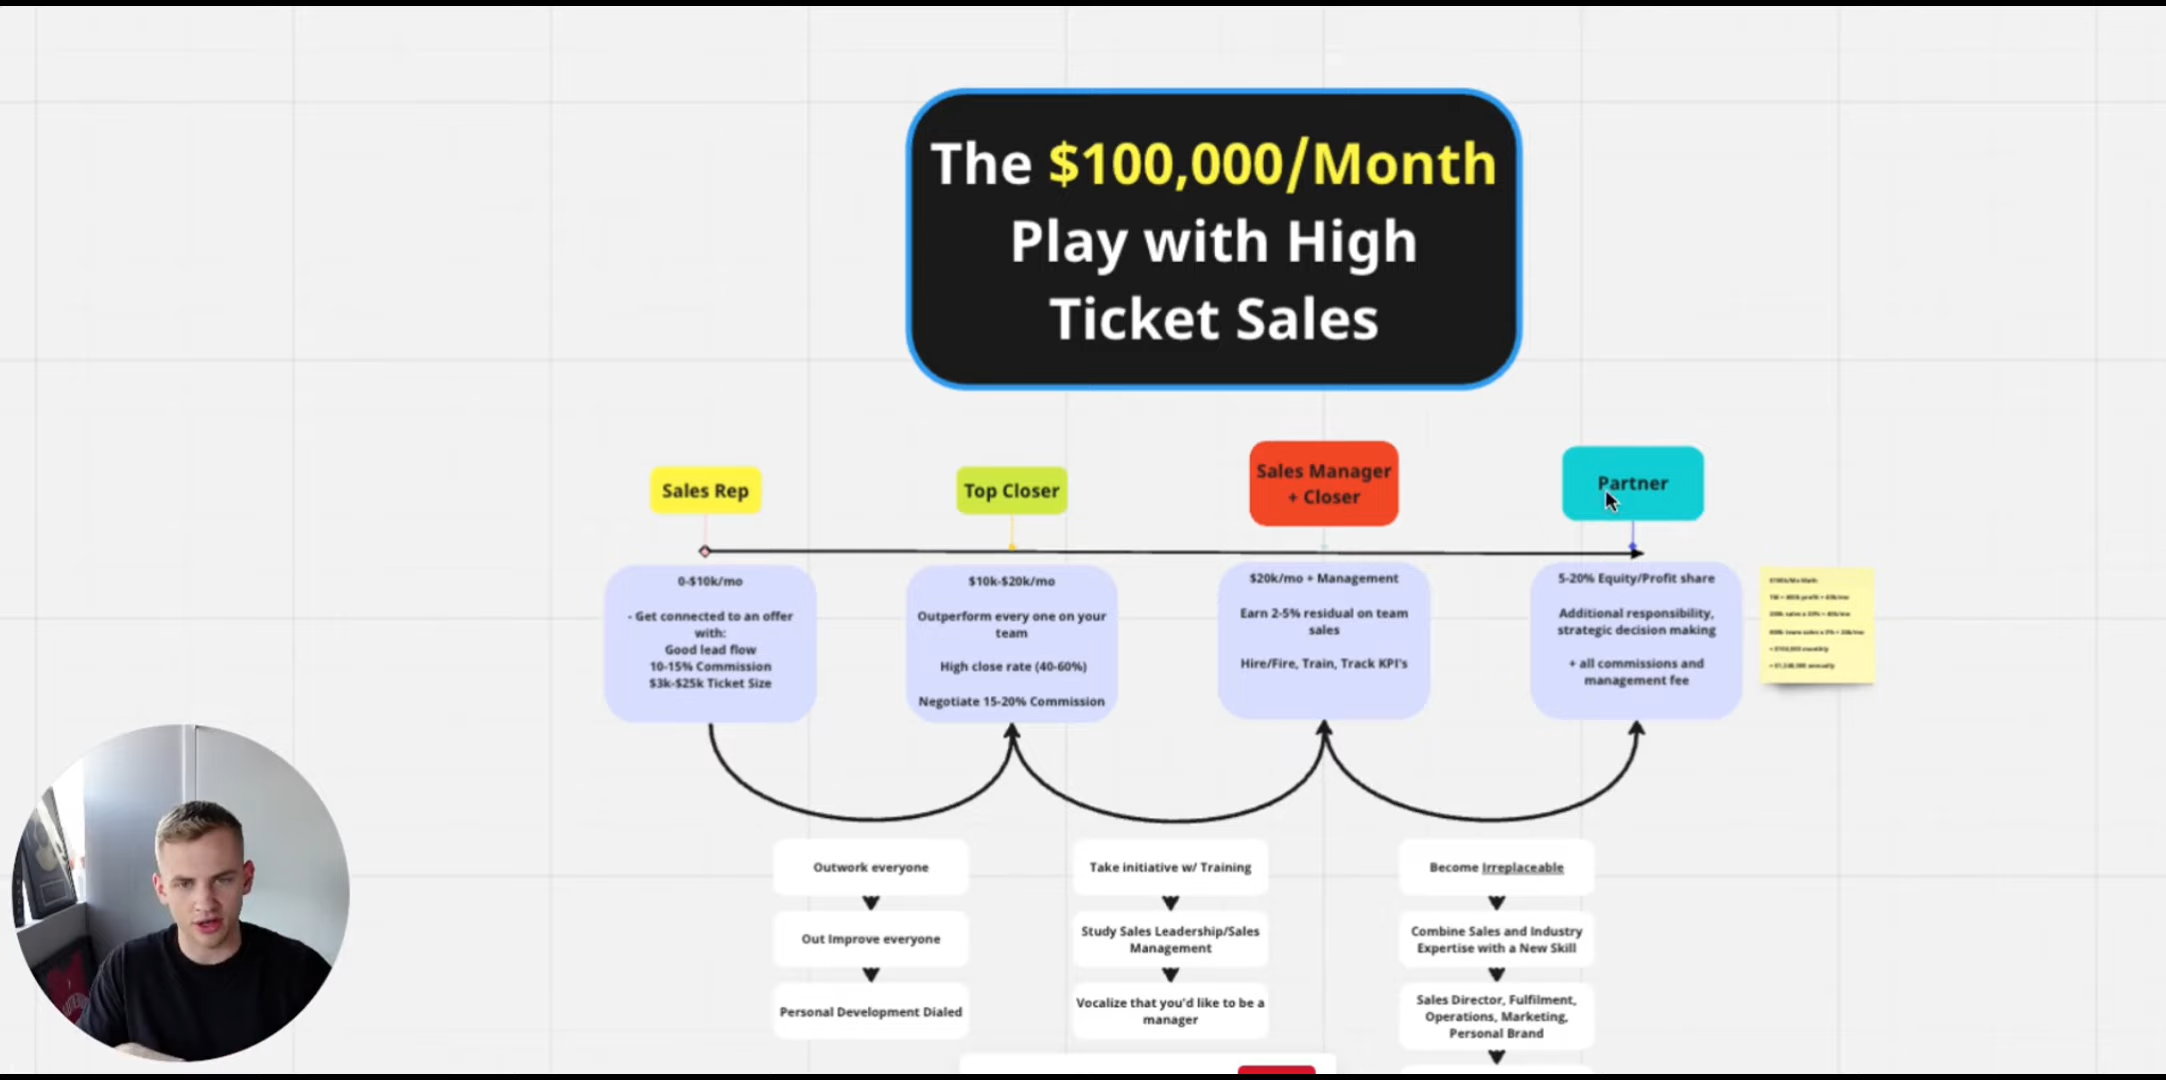 The $100,000/Month
Play with High
Ticket Sales
Sales Rep
Top Closer
Sales Manager
+ Closer
Partner
0-$10k/mo
- Get connected to an offer
with:
Good lead flow
10-15% Commission
$3k-$25k Ticket Size
$10k-$20k/mo
Outperform every one on your
team
High close rate (40-60%)
Negotiate 15-20% Commission
$20k/mo + Management
Earn 2-5% residual on team
sales
Hire/Fire, Train, Track KPI's
5-20% Equity/Profit share
Additional responsibility,
strategic decision making
+ all commissions and
management fee
Outwork everyone
Out Improve everyone
Personal Development Dialed
Take initiative w/ Training
Study Sales Leadership/Sales
Management
Vocalize that you'd like to be a
manager
Become Irreplaceable
Combine Sales and Industry
Expertise with a New Skill
Sales Director, Fulfilment,
Operations, Marketing,
Personal Brand